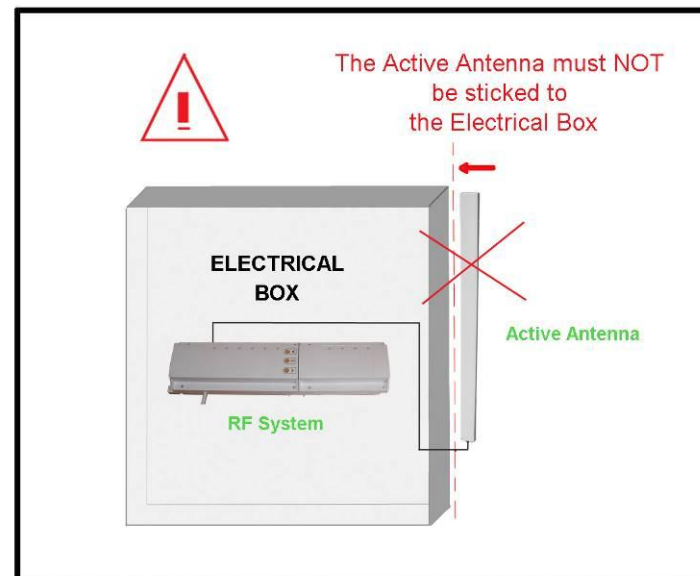 The Active Antenna must NOT
be sticked to
the Electrical Box
ELECTRICAL
BOX
Active Antenna
RF System